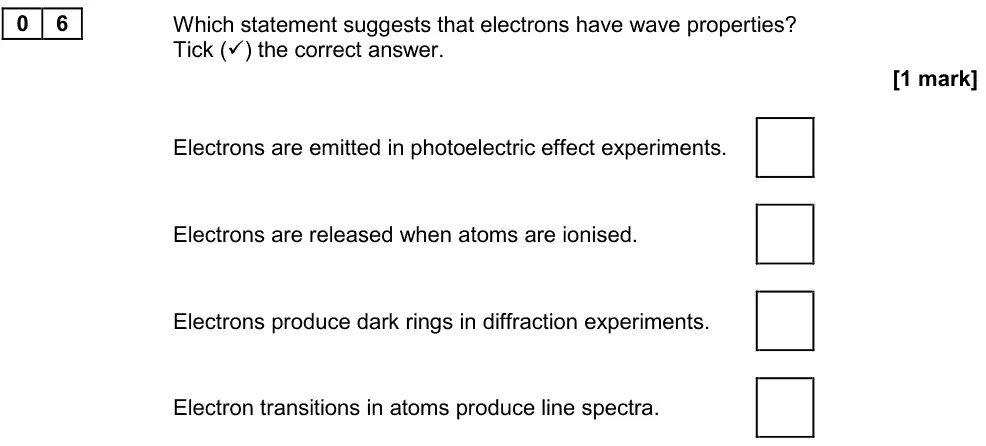 0 6 Which statement suggests that electrons have wave properties?
Tick (✓) the correct answer.
[1 mark]
Electrons are emitted in photoelectric effect experiments.
Electrons are released when atoms are ionised.
Electrons produce dark rings in diffraction experiments.
Electron transitions in atoms produce line spectra.